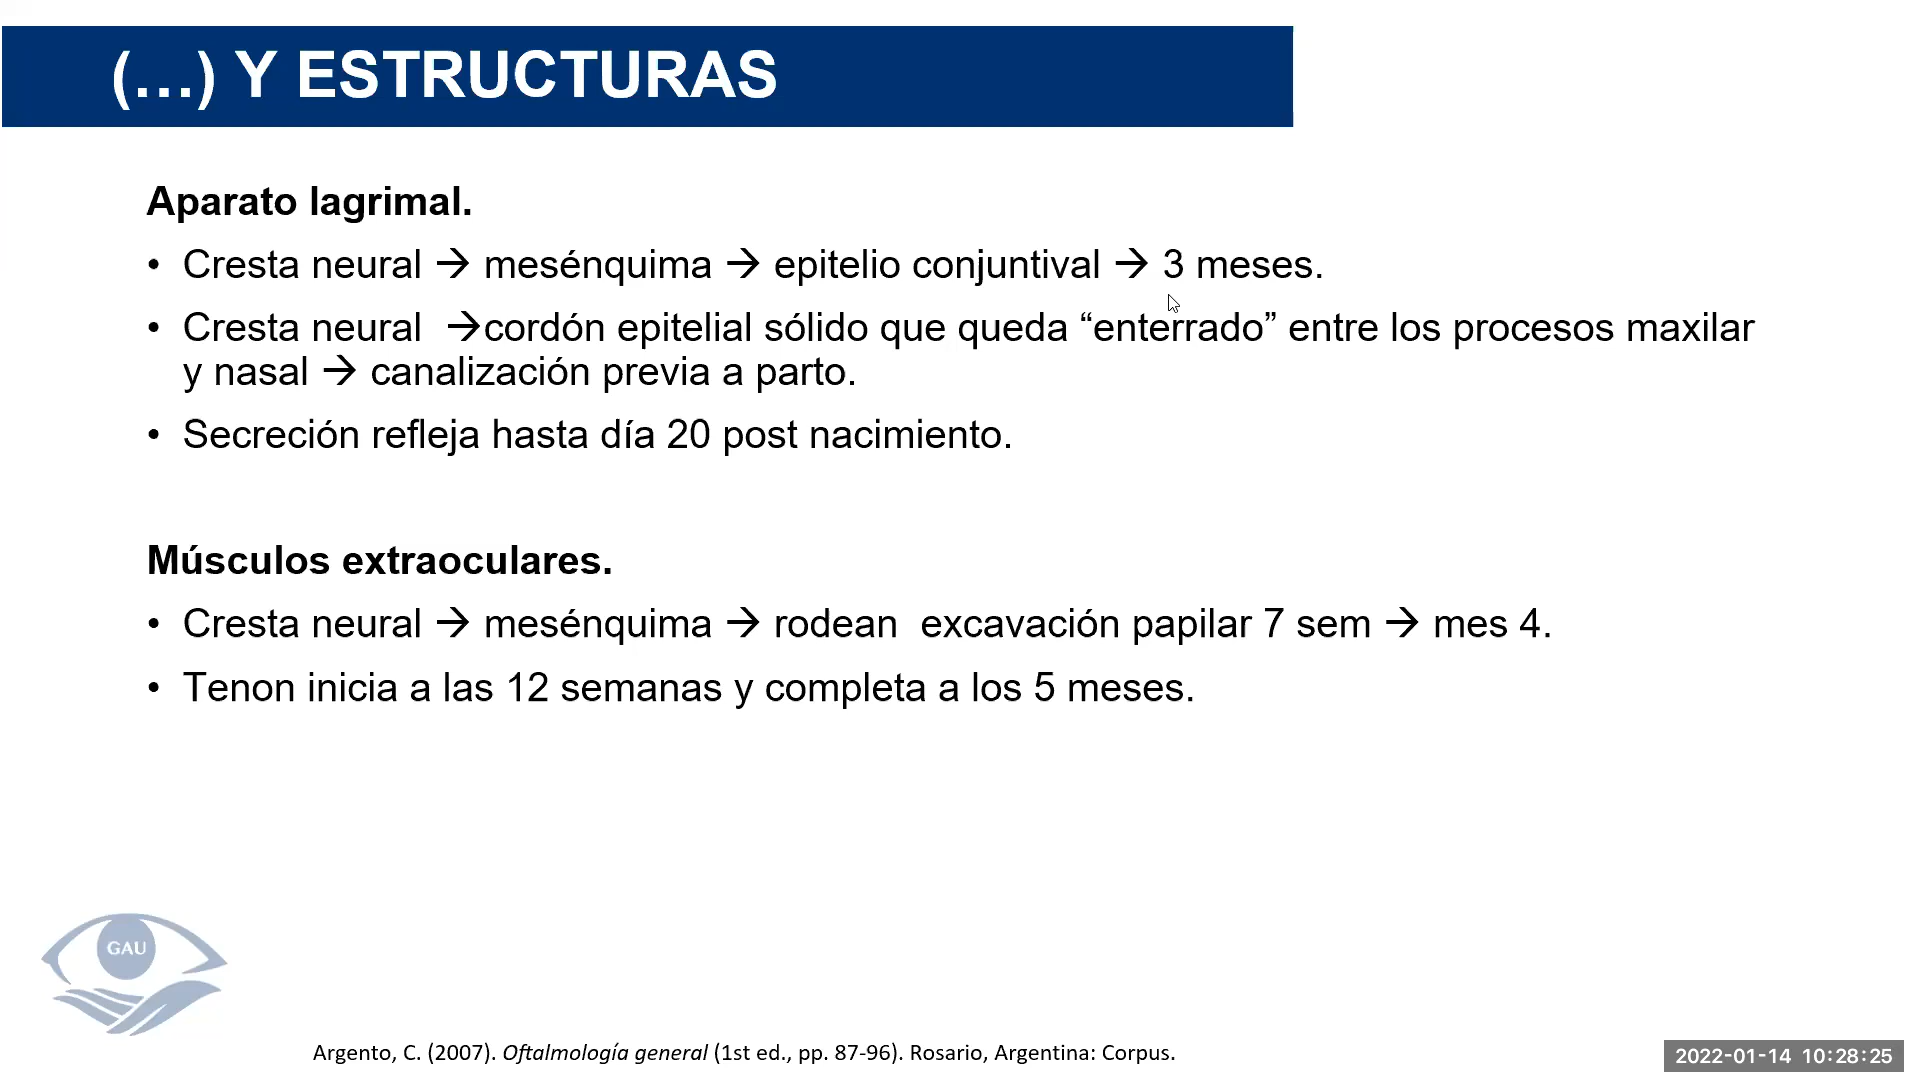 (…) Y ESTRUCTURAS
Aparato lagrimal.
• Cresta neural → mesénquima → epitelio conjuntival → 3 meses.
• Cresta neural →cordón epitelial sólido que queda “enterrado” entre los procesos maxilar
y nasal → canalización previa a parto.
• Secreción refleja hasta día 20 post nacimiento.
Músculos extraoculares.
• Cresta neural → mesénquima → rodean excavación papilar 7 sem → mes 4.
• Tenon inicia a las 12 semanas y completa a los 5 meses.
GAU
Argento, C. (2007). Oftalmología general (1st ed., pp. 87-96). Rosario, Argentina: Corpus.
2022-01-14 10:28:25